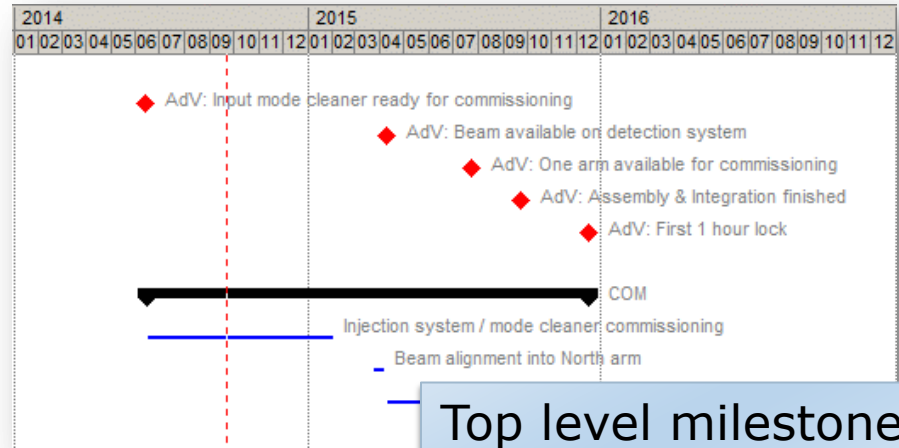 2014 2015 2016
01 02 03 04 05 06 07 08 09 10 11 12 01 02 03 04 05 06 07 08 09 10 11 12 01 02 03 04 05 06 07 08 09 10 11 12
AdV: Input mode cleaner ready for commissioning
AdV: Beam available on detection system
AdV: One arm available for commissioning
AdV: Assembly & Integration finished
AdV: First 1 hour lock
COM
Injection system / mode cleaner commissioning
Beam alignment into North arm
Top level milestone